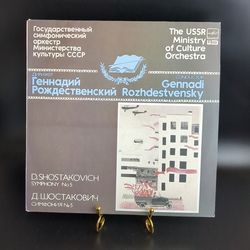 Государственный
симфонический
оркестр
Министерства
культуры СССР
The USSR
Ministry
of Culture
Orchestra
Геннадий
Рождественский
Gennadi
Rozhdestvensky
D.SHOSTAKOVICH
SYMPHONY No 5
Д.ШОСТАКОВИЧ
СИМФОНИЯ № 5